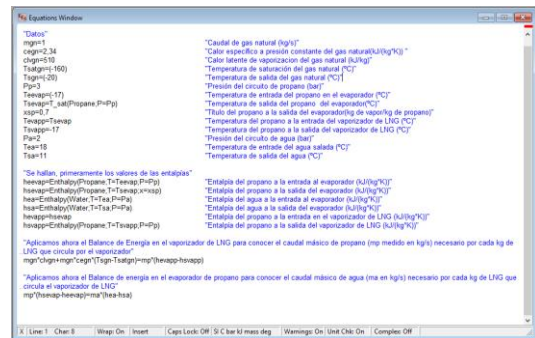 Equations Window
"Datos"
mgn=1 "Caudal de gas natural (kg/s)"
cegn=2,34 "Calor específico a presión constante del gas natural(kJ/(kg*K)) "
clvgn=510 "Calor latente de vaporizacion del gas natural (kJ/kg)"
Tsatgn=(-160) "Temperatura de saturación del gas natural (ºC)"
Tsgn=(-20) "Temperatura de salida del gas natural (ºC)"
Pp=3 "Presión del circuito de propano (bar)"
Teevap=(-17) "Temperatura de entrada del propano en el evaporador (ºC)"
Tsevap=T_sat(Propane;P=Pp) "Temperatura de salida del propano del evaporador(ºC)"
xsp=0,7 "Título del propano a la salida del evaporador(kg de vapor/kg de propano)"
Tevapp=Tsevap "Temperatura del propano a la entrada del vaporizador de LNG (ºC)"
Tsvapp=-17 "Temperatura del propano a la salida del vaporizador de LNG (ºC)"
Pa=2 "Presión del circuito de agua (bar)"
Tea=18 "Temperatura de entrade del agua salada (ºC)"
Tsa=11 "Temperatura de salida del agua (ºC)"
"Se hallan, primeramente los valores de las entalpías"
heevap=Enthalpy(Propane;T=Teevap;P=Pp) "Entalpía del propano a la entrada al evaporador (kJ/(kg*K))"
hsevap=Enthalpy(Propane;T=Tsevap;x=xsp) "Entalpía del propano a la salida del evaporador (kJ/(kg*K))"
hea=Enthalpy(Water;T=Tea;P=Pa) "Entalpía del agua a la entrada al evaporador (kJ/(kg*K))"
hsa=Enthalpy(Water;T=Tsa;P=Pa) "Entalpía del agua a la salida del evaporador (kJ/(kg*K))"
hevapp=hsevap "Entalpía del propano a la entrada en el vaporizador de LNG (kJ/(kg*K))"
hsvapp=Enthalpy(Propane;T=Tsvapp;P=Pp) "Entalpía del propano a la salida del vaporizador de LNG (kJ/(kg*K))"
"Aplicamos ahora el Balance de Energía en el vaporizador de LNG para conocer el caudal másico de propano (mp medido en kg/s) necesario por cada kg de
LNG que circula por el vaporizador"
mgn*clvgn+mgn*cegn*(Tsgn-Tsatgn)=mp*(hevapp-hsvapp)
"Aplicamos ahora el Balance de energía en el evaporador de propano para conocer el caudal másico de agua (ma en kg/s) necesario por cada kg de LNG que
circula el vaporizador de LNG"
mp*(hsevap-heevap)=ma*(hea-hsa)
Line: 1 Char: 8 Wrap: On Insert Caps Lock: Off SI C bar kJ mass deg Warnings: On Unit Chk: On Complex: Off